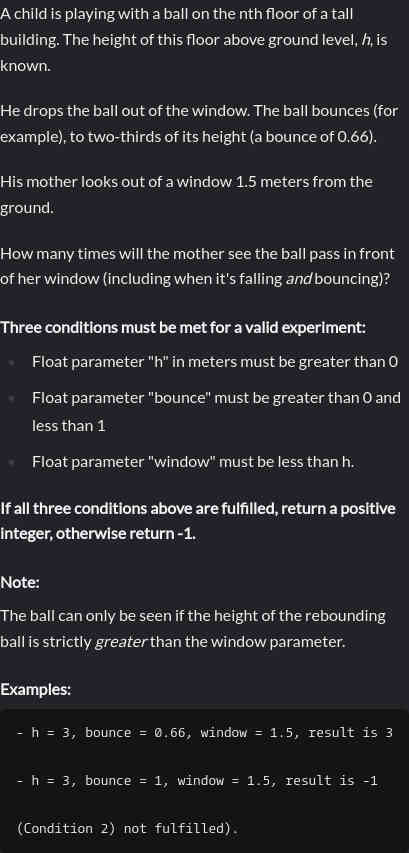 A child is playing with a ball on the nth floor of a tall
building. The height of this floor above ground level, h, is
known.
He drops the ball out of the window. The ball bounces (for
example), to two-thirds of its height (a bounce of 0.66).
His mother looks out of a window 1.5 meters from the
ground.
How many times will the mother see the ball pass in front
of her window (including when it's falling and bouncing)?
Three conditions must be met for a valid experiment:
Float parameter "h" in meters must be greater than 0
Float parameter "bounce" must be greater than 0 and
less than 1
Float parameter "window" must be less than h.
If all three conditions above are fulfilled, return a positive
integer, otherwise return -1.
Note:
The ball can only be seen if the height of the rebounding
ball is strictly greater than the window parameter.
Examples:
- h = 3, bounce = 0.66, window = 1.5, result is 3
- h = 3, bounce = 1, window = 1.5, result is -1
(Condition 2) not fulfilled).